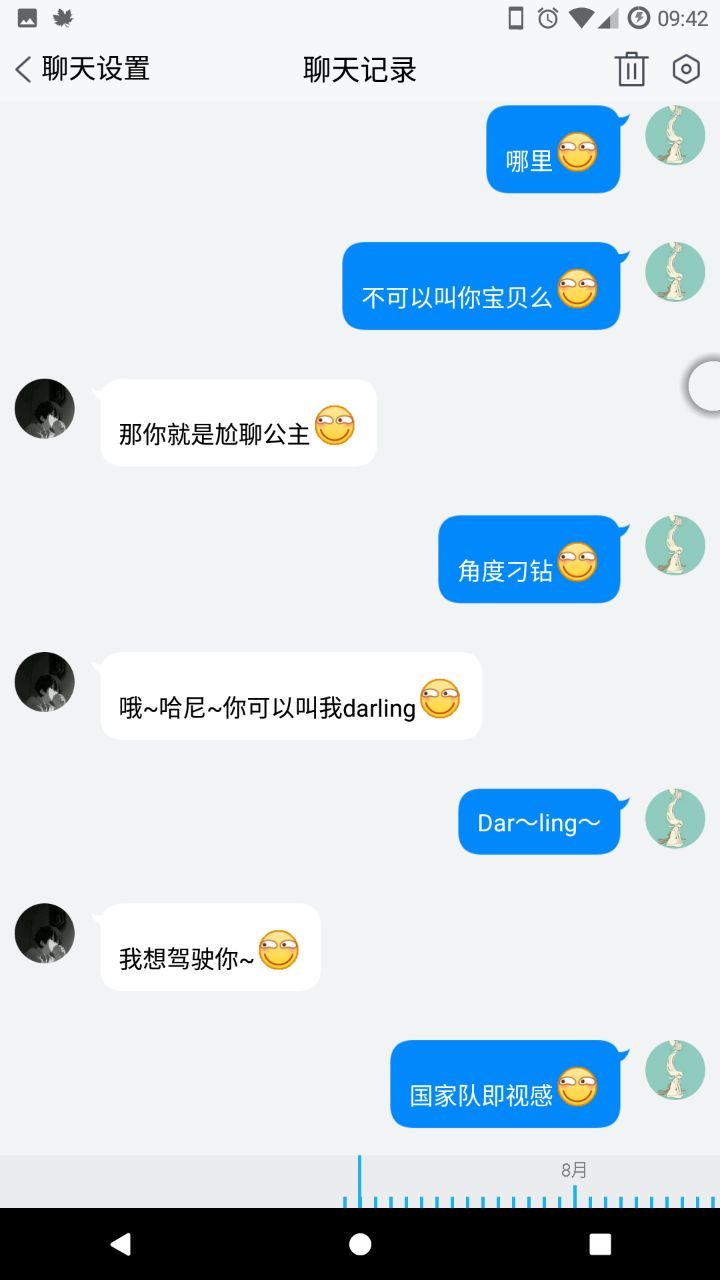 09:42
聊天设置
聊天记录
哪里
不可以叫你宝贝么
那你就是尬聊公主
角度刁钻
哦~哈尼~你可以叫我darling
Dar～ling～
我想驾驶你~
国家队即视感
8月